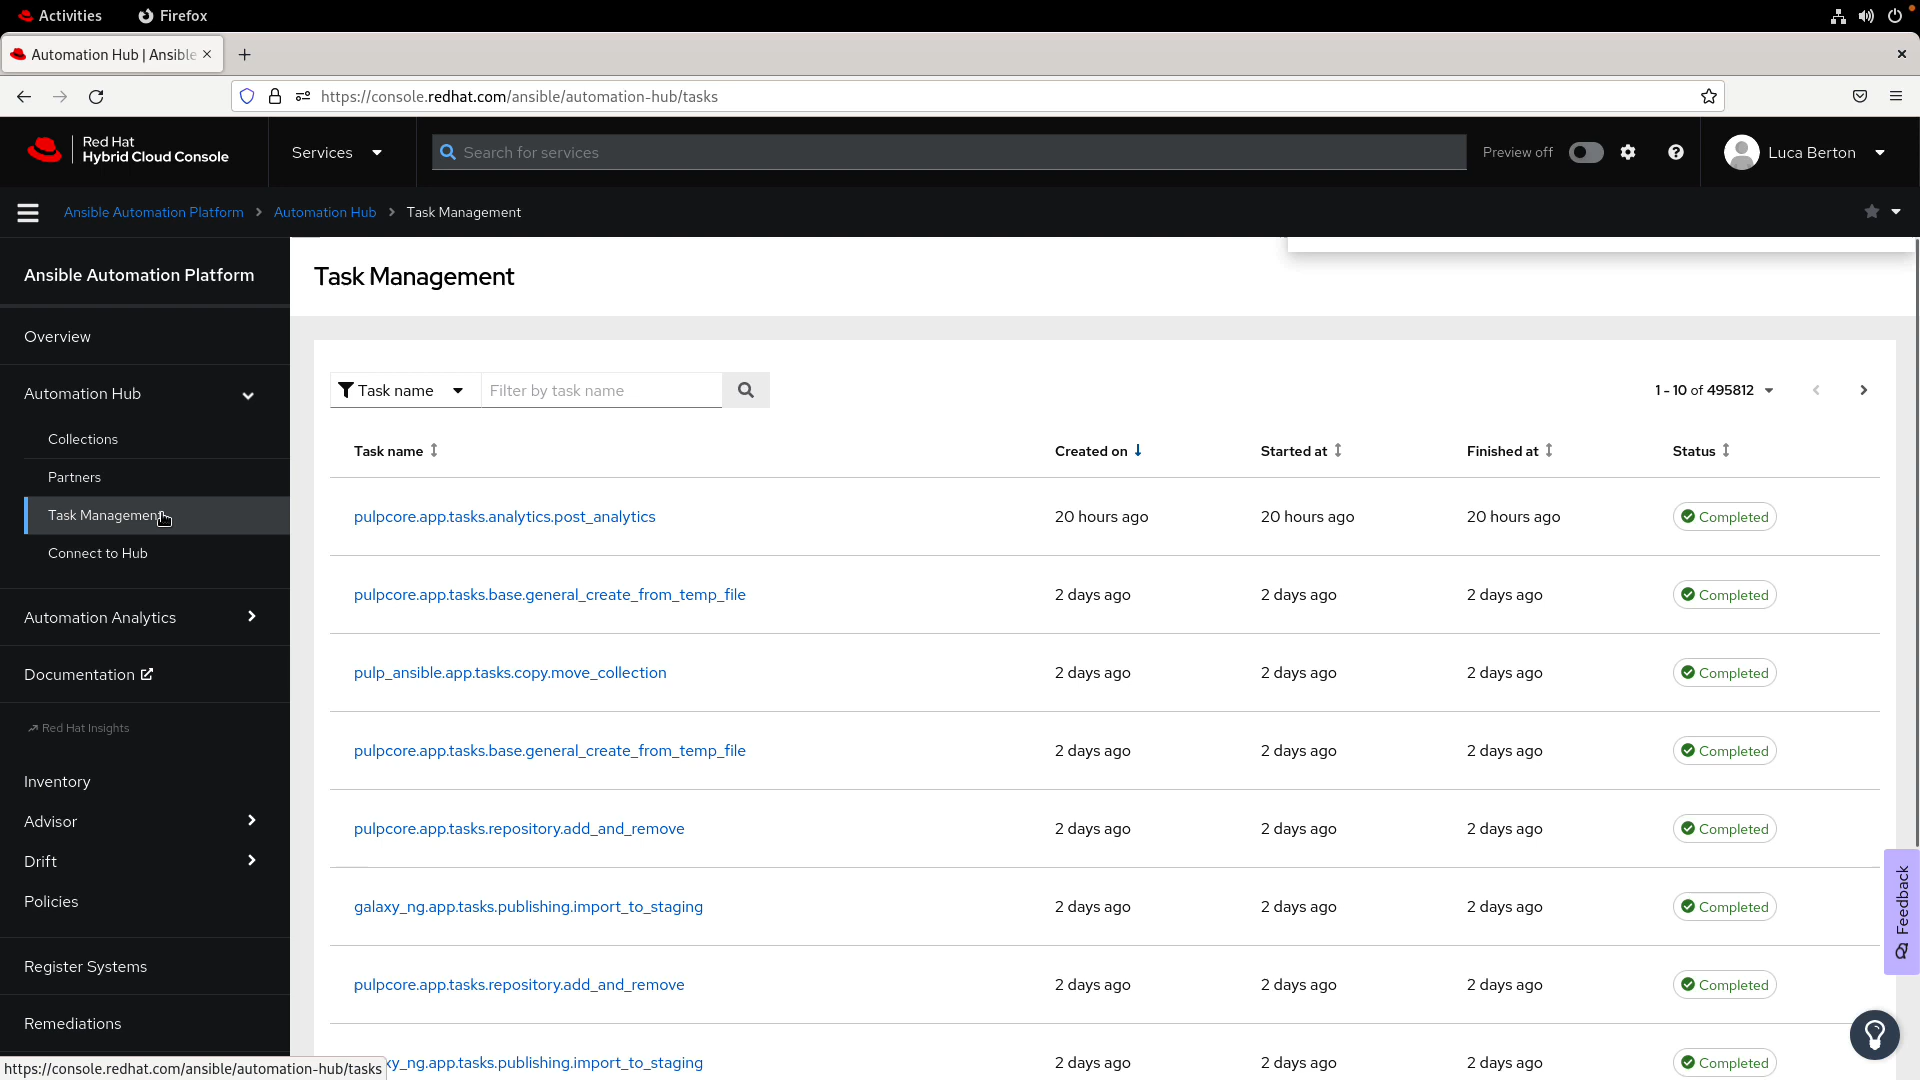 Activities
Firefox
Automation Hub | Ansible
https://console.redhat.com/ansible/automation-hub/tasks
Red Hat
Hybrid Cloud Console
Services
Search for services
Preview off
Luca Berton
Ansible Automation Platform
Automation Hub
Task Management
Ansible Automation Platform
Overview
Automation Hub
Collections
Partners
Task Management
Connect to Hub
Automation Analytics
Documentation
Red Hat Insights
Inventory
Advisor
Drift
Policies
Register Systems
Remediations
https://console.redhat.com/ansible/automation-hub/tasks
Task Management
Task name
Filter by task name
1 - 10 of 495812
Task name Created on Started at Finished at Status
pulpcore.app.tasks.analytics.post_analytics 20 hours ago 20 hours ago 20 hours ago Completed
pulpcore.app.tasks.base.general_create_from_temp_file 2 days ago 2 days ago 2 days ago Completed
pulp_ansible.app.tasks.copy.move_collection 2 days ago 2 days ago 2 days ago Completed
pulpcore.app.tasks.base.general_create_from_temp_file 2 days ago 2 days ago 2 days ago Completed
pulpcore.app.tasks.repository.add_and_remove 2 days ago 2 days ago 2 days ago Completed
galaxy_ng.app.tasks.publishing.import_to_staging 2 days ago 2 days ago 2 days ago Completed
pulpcore.app.tasks.repository.add_and_remove 2 days ago 2 days ago 2 days ago Completed
xy_ng.app.tasks.publishing.import_to_staging 2 days ago 2 days ago 2 days ago Completed
Feedback